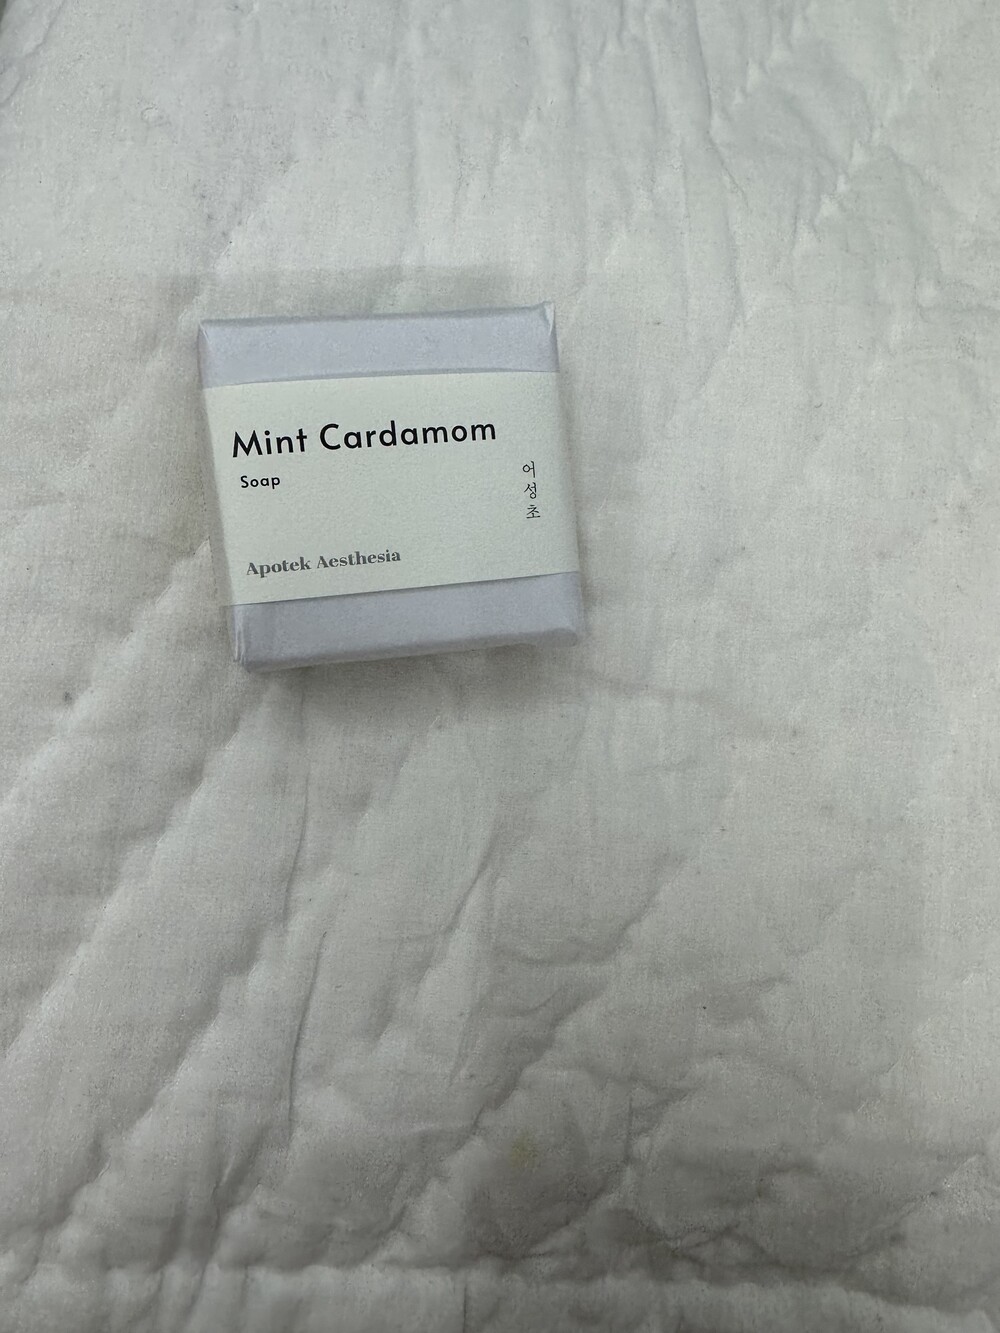 Mint Cardamom
Soap
어성초
Apotek Aesthesia